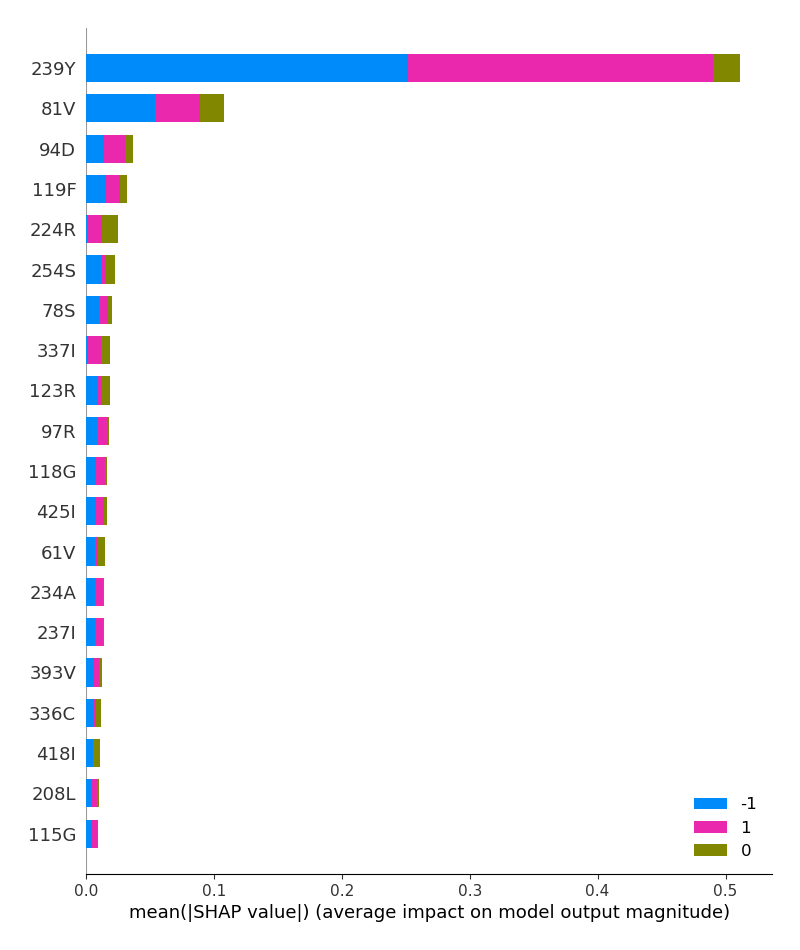 239Y
81V
94D
119F
224R
254S
78S
337I
123R
97R
118G
425I
61V
234A
237I
393V
336C
418I
208L
115G
-1
1
0
0.0 0.1 0.2 0.3 0.4 0.5
mean(|SHAP value|) (average impact on model output magnitude)